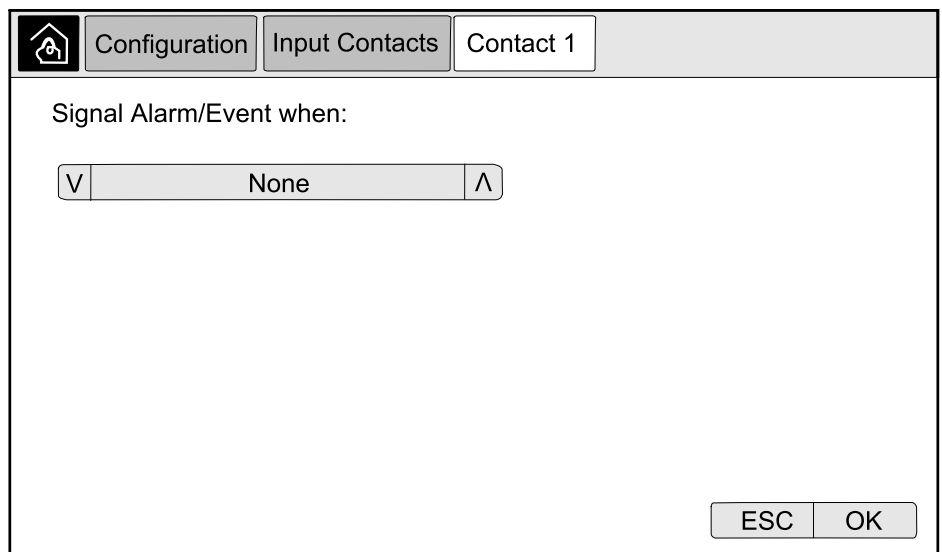 Configuration Input Contacts Contact 1
Signal Alarm/Event when:
V None Λ
ESC OK